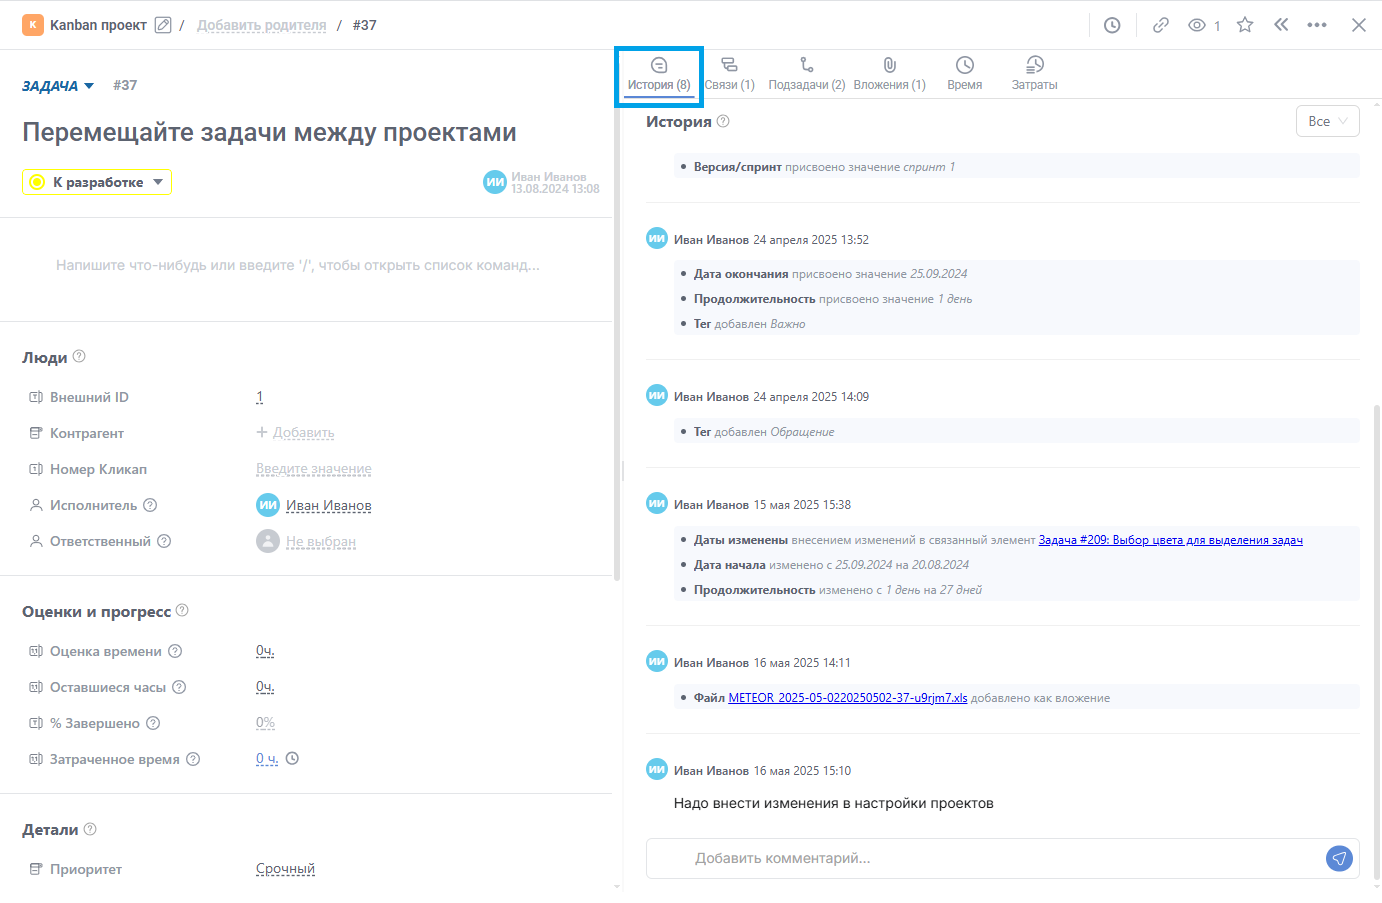 K Kanban проект / Добавить родителя / #37
1
ЗАДАЧА #37
Перемещайте задачи между проектами
К разработке
ИИ Иван Иванов
13.08.2024 13:08
Напишите что-нибудь или введите '/', чтобы открыть список команд...
Люди
Внешний ID 1
Контрагент + Добавить
Номер Кликап Введите значение
Исполнитель ИИ Иван Иванов
Ответственный Не выбран
Оценки и прогресс
Оценка времени 0ч.
Оставшиеся часы 0ч.
% Завершено 0%
Затраченное время 0 ч.
Детали
Приоритет Срочный
История (8) Связи (1) Подзадачи (2) Вложения (1) Время Затраты
История Все
Версия/спринт присвоено значение спринт 1
ИИ Иван Иванов 24 апреля 2025 13:52
Дата окончания присвоено значение 25.09.2024
Продолжительность присвоено значение 1 день
Тег добавлен Важно
ИИ Иван Иванов 24 апреля 2025 14:09
Тег добавлен Обращение
ИИ Иван Иванов 15 мая 2025 15:38
Даты изменены внесением изменений в связанный элемент Задача #209: Выбор цвета для выделения задач
Дата начала изменено с 25.09.2024 на 20.08.2024
Продолжительность изменено с 1 день на 27 дней
ИИ Иван Иванов 16 мая 2025 14:11
Файл METEOR_2025-05-0220250502-37-u9rjm7.xls добавлено как вложение
ИИ Иван Иванов 16 мая 2025 15:10
Надо внести изменения в настройки проектов
Добавить комментарий...